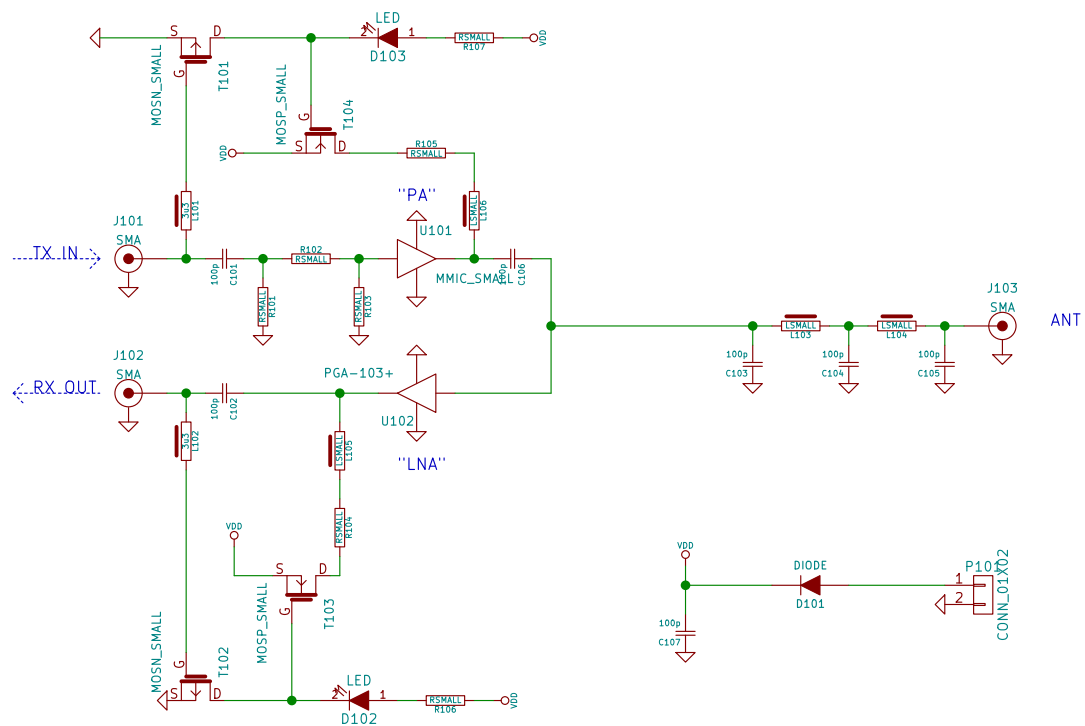 LED
S D 2 1 RSMALL VDD
R107
D103
MOSN_SMALL G T101
MOSP_SMALL G T104
VDD S D R105
RSMALL
"PA"
3u3 L101
LSMALL L106
J101
SMA
U101
TX IN
100p C101
R102
RSMALL
MMIC_SMALL
100p C106
RSMALL R101
RSMALL R103
J103
SMA
ANT
LSMALL
L103
LSMALL
L104
100p
C103
100p
C104
100p
C105
J102
SMA
RX OUT
PGA-103+
100p C102
U102
3u3 L102
LSMALL L105
"LNA"
RSMALL R104
VDD
S D
MOSP_SMALL G T103
VDD
DIODE
D101
P101
1
2
CONN_01X02
100p
C107
MOSN_SMALL G T102
LED
S D 2 1 RSMALL VDD
R106
D102